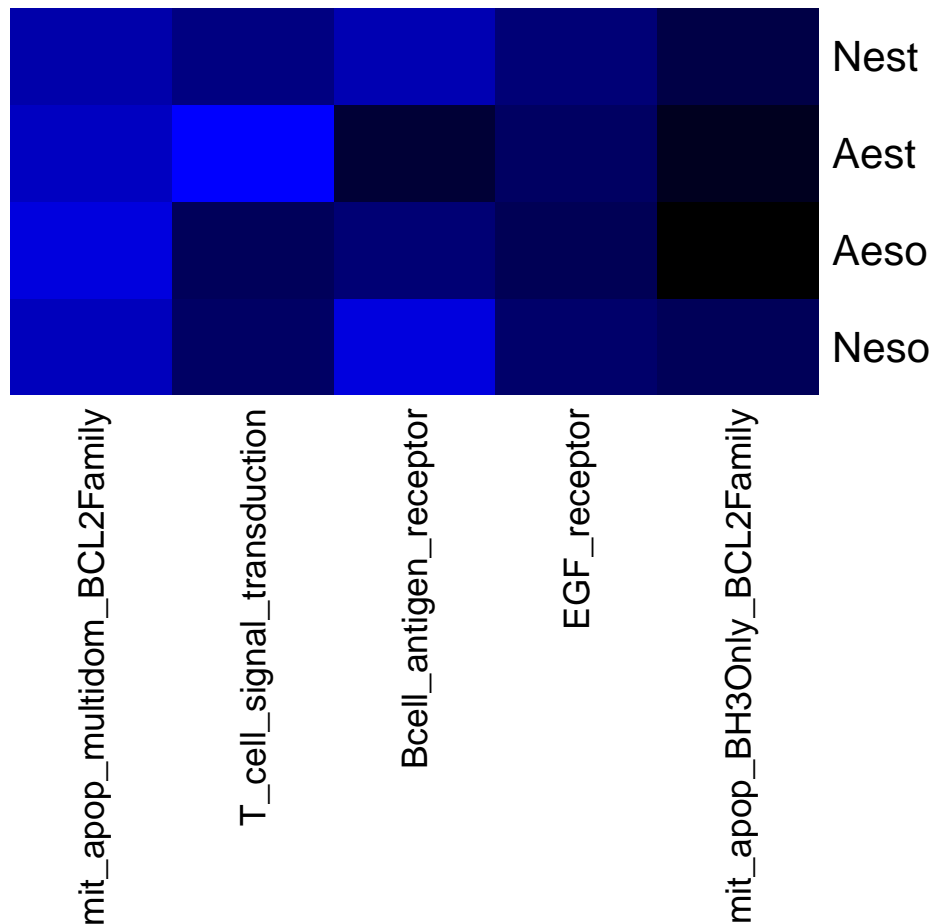 Nest
Aest
Aeso
Neso
mit_apop_multidom_BCL2Family
T_cell_signal_transduction
Bcell_antigen_receptor
EGF_receptor
mit_apop_BH3Only_BCL2Family